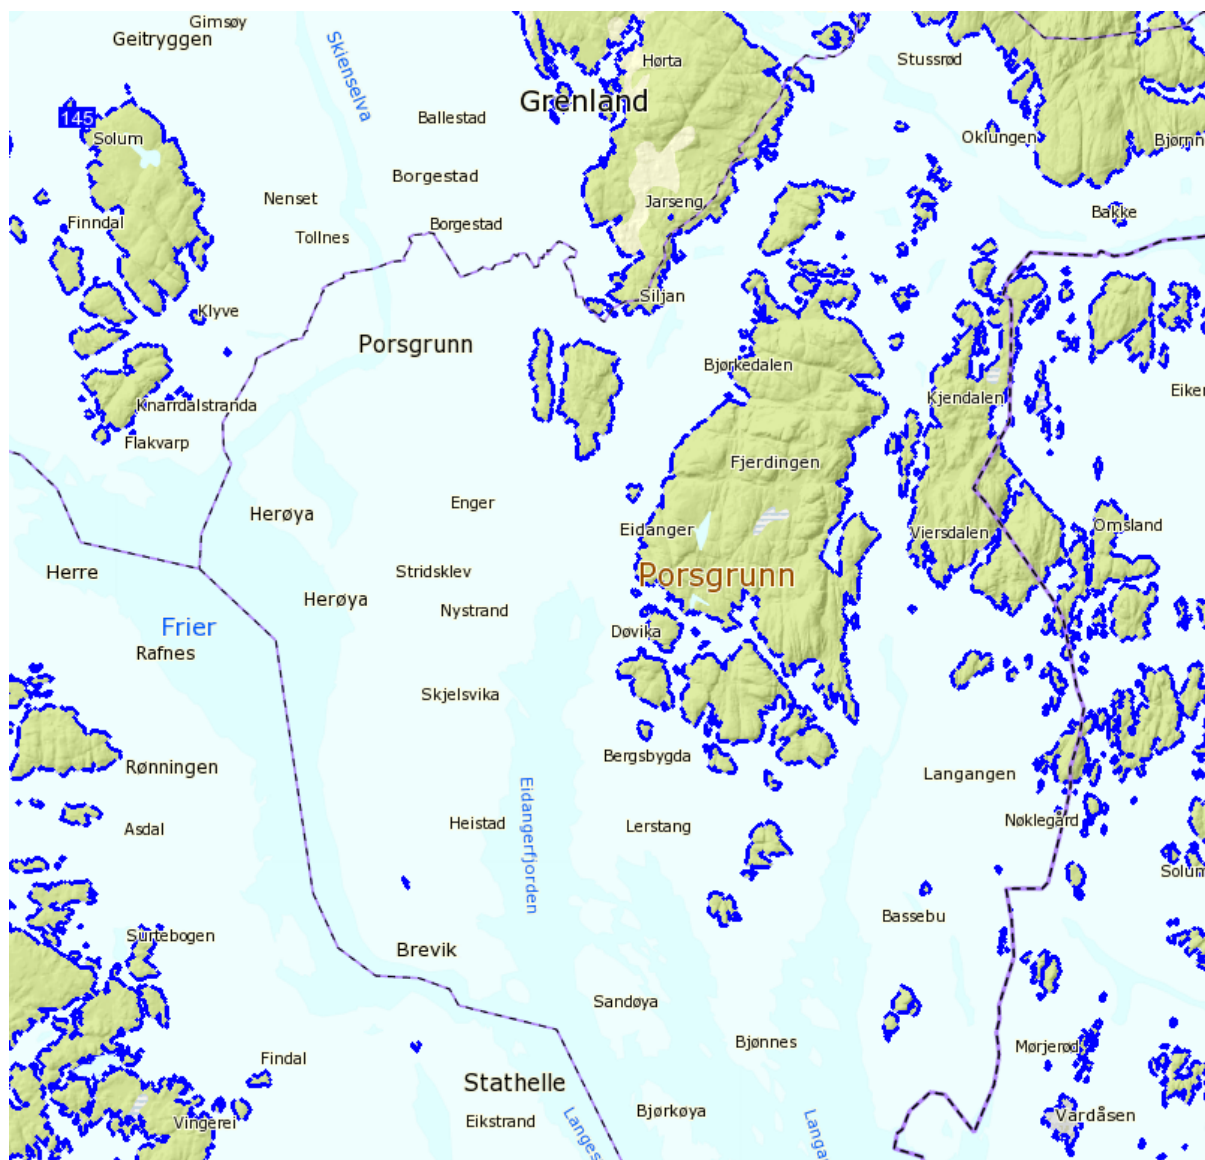 Gimsøy
Geitryggen
Skienselva
Hørta
Stussrød
Grenland
145
Ballestad
Solum
Oklungen
Bjørnn
Borgestad
Nenset
Jarseng
Bakke
Finndal
Borgestad
Tollnes
Siljan
Klyve
Porsgrunn
Bjørkedalen
Eiker
Kjendalen
Knarrdalstranda
Flakvarp
Fjerdingen
Enger
Herøya
Eidanger
Omsland
Viersdalen
Herre
Stridsklev
Porsgrunn
Herøya
Nystrand
Frier
Døvika
Rafnes
Skjelsvika
Bergsbygda
Rønningen
Langangen
Eidangerfjorden
Asdal
Heistad
Lerstang
Nøklegård
Solum
Bassebu
Surtebogen
Brevik
Sandøya
Bjønnes
Mørjerød
Findal
Stathelle
Vingerei
Eikstrand
Bjørkøya
Vardåsen
Langes
Langa